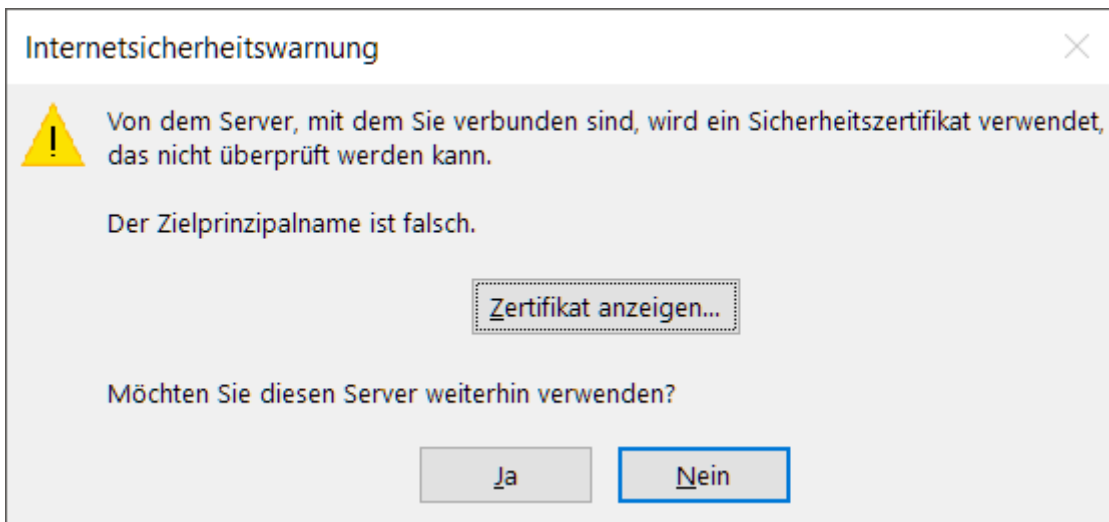 Internetsicherheitswarnung
Von dem Server, mit dem Sie verbunden sind, wird ein Sicherheitszertifikat verwendet,
das nicht überprüft werden kann.
Der Zielprinzipalname ist falsch.
Zertifikat anzeigen...
Möchten Sie diesen Server weiterhin verwenden?
Ja
Nein